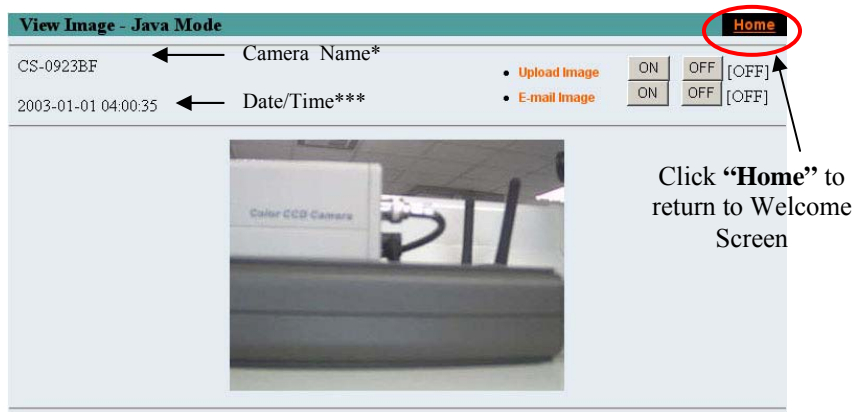 View Image - Java Mode
Home
CS-0923BF
Camera Name*
Upload Image ON OFF [OFF]
2003-01-01 04:00:35
Date/Time***
E-mail Image ON OFF [OFF]
Color CCD Camera
Click “Home” to
return to Welcome
Screen